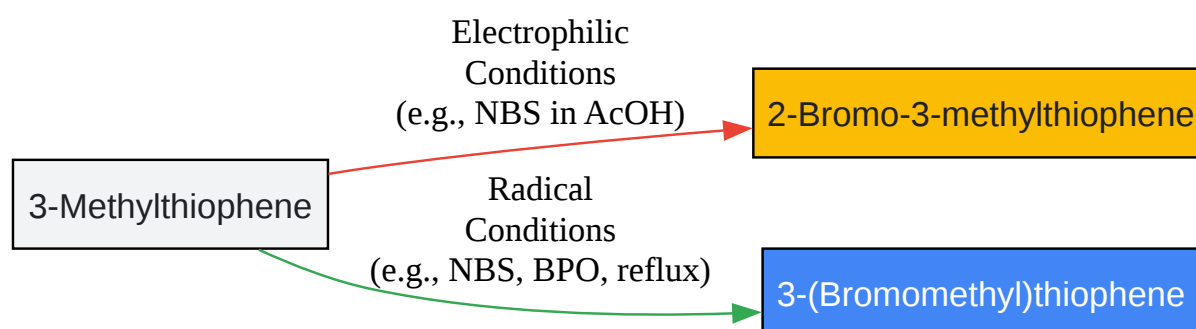 Electrophilic
Conditions
(e.g., NBS in AcOH)
2-Bromo-3-methylthiophene
3-Methylthiophene
Radical
Conditions
(e.g., NBS, BPO, reflux)
3-(Bromomethyl)thiophene